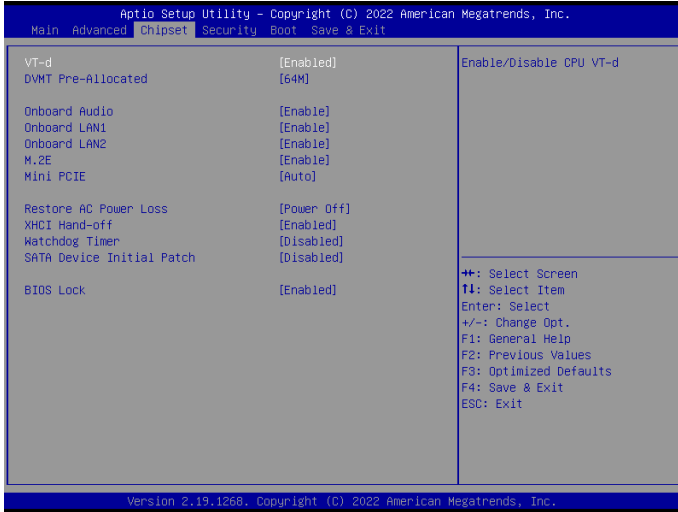 Aptio Setup Utility – Copyright (C) 2022 American Megatrends, Inc.
Main Advanced Chipset Security Boot Save & Exit
VT-d [Enabled]
DVMT Pre-Allocated [64M]
Onboard Audio [Enable]
Onboard LAN1 [Enable]
Onboard LAN2 [Enable]
M.2E [Enable]
Mini PCIE [Auto]
Restore AC Power Loss [Power Off]
XHCI Hand-off [Enabled]
Watchdog Timer [Disabled]
SATA Device Initial Patch [Disabled]
BIOS Lock [Enabled]
Enable/Disable CPU VT-d
→←: Select Screen
↑↓: Select Item
Enter: Select
+/-: Change Opt.
F1: General Help
F2: Previous Values
F3: Optimized Defaults
F4: Save & Exit
ESC: Exit
Version 2.19.1268. Copyright (C) 2022 American Megatrends, Inc.